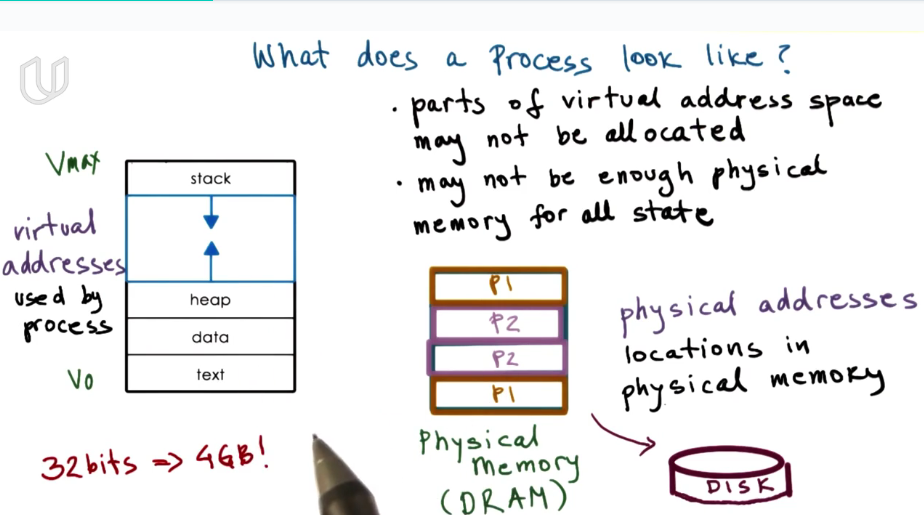 What does a Process look like?
• parts of virtual address space
may not be allocated
• may not be enough physical
memory for all state
Vmax
stack
virtual
addresses
used by
process
heap
data
text
V0
32bits => 4GB!
P1
P2
P2
P1
Physical
Memory
(DRAM)
physical addresses
locations in
physical memory
DISK